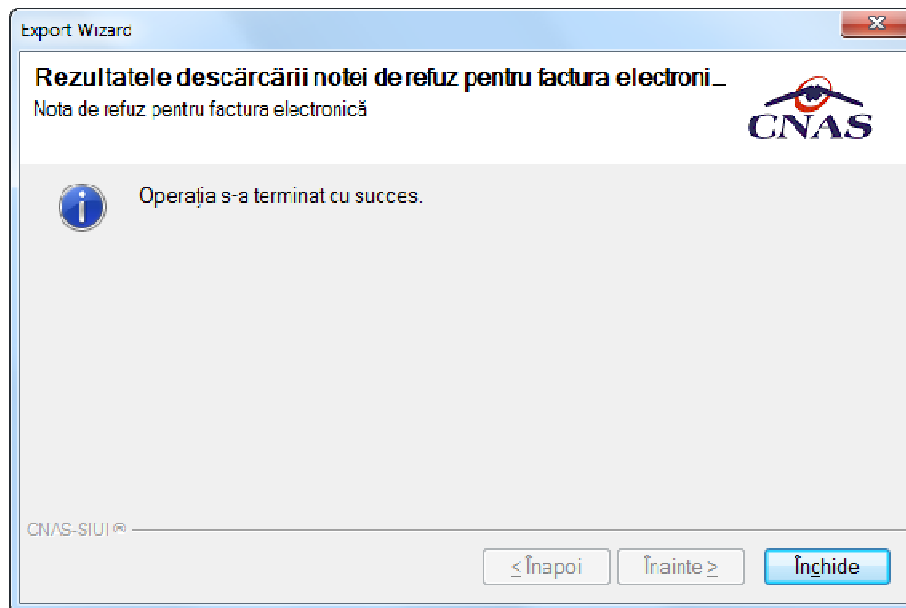 Export Wizard
Rezultatele descărcării notei de refuz pentru factura electroni...
Nota de refuz pentru factura electronică
CNAS
Operația s-a terminat cu succes.
CNAS-SIUI ®
< Înapoi
Înainte >
Închide